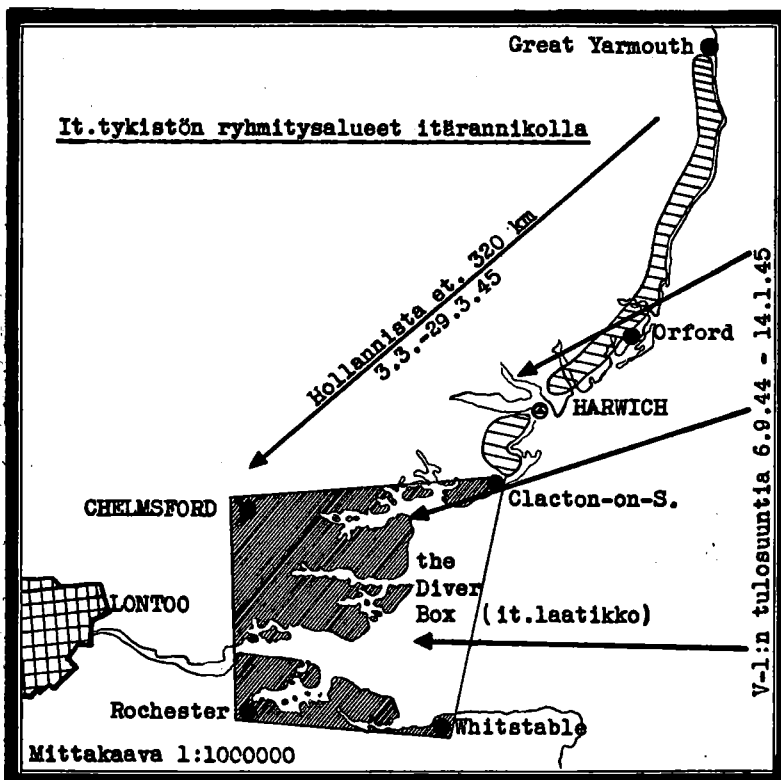 Great Yarmouth
It.tykistön ryhmitysalueet itärannikolla
Hollannista et. 320 km
3.3.-29.3.45
V-1:n tulosuuntia 6.9.44 - 14.1.45
Orford
HARWICH
CHELMSFORD
Clacton-on-S.
the
Diver
Box (it.laatikko)
LONTOO
Rochester
Whitstable
Mittakaava 1:1000000